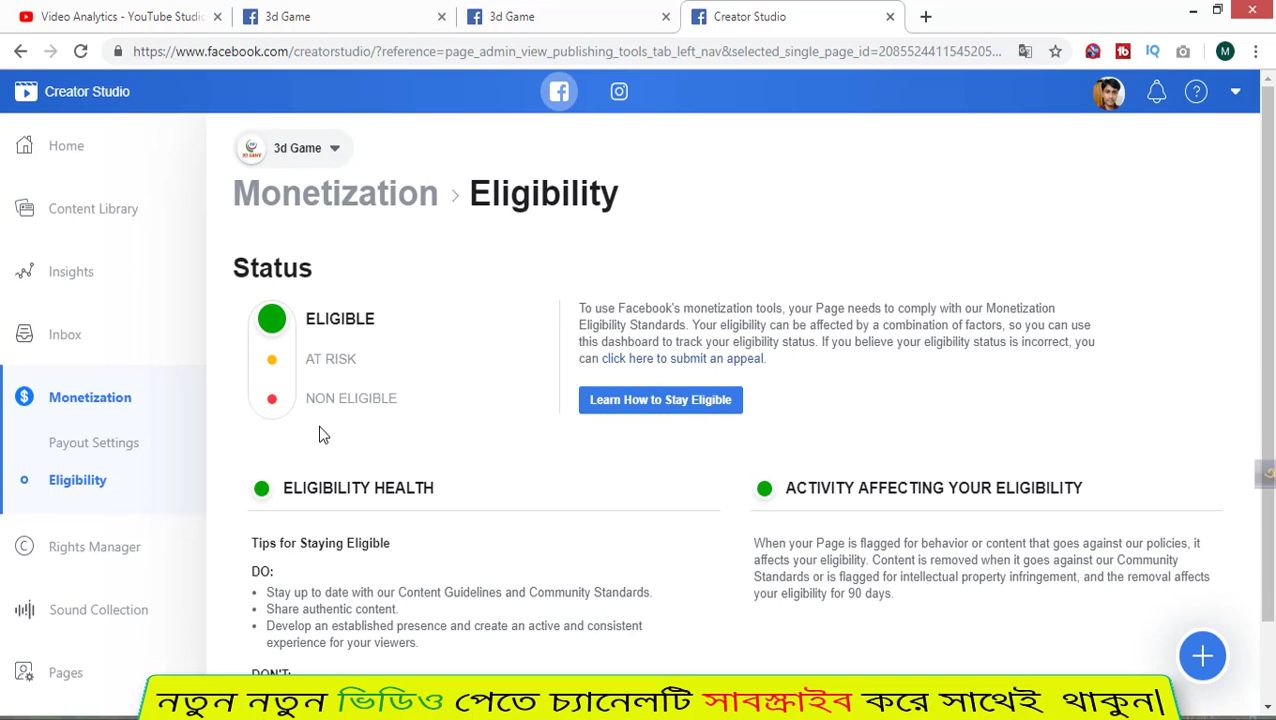 Video Analytics - YouTube Studio
3d Game
3d Game
Creator Studio
https://www.facebook.com/creatorstudio/?reference=page_admin_view_publishing_tools_tab_left_nav&selected_single_page_id=2085524411545205...
IQ
M
Creator Studio
Home
Content Library
Insights
Inbox
Monetization
Payout Settings
Eligibility
Rights Manager
Sound Collection
Pages
3d Game
Monetization > Eligibility
Status
ELIGIBLE
AT RISK
NON ELIGIBLE
To use Facebook's monetization tools, your Page needs to comply with our Monetization
Eligibility Standards. Your eligibility can be affected by a combination of factors, so you can use
this dashboard to track your eligibility status. If you believe your eligibility status is incorrect, you
can click here to submit an appeal.
Learn How to Stay Eligible
ELIGIBILITY HEALTH
Tips for Staying Eligible
DO:
• Stay up to date with our Content Guidelines and Community Standards.
• Share authentic content.
• Develop an established presence and create an active and consistent
experience for your viewers.
DON'T:
ACTIVITY AFFECTING YOUR ELIGIBILITY
When your Page is flagged for behavior or content that goes against our policies, it
affects your eligibility. Content is removed when it goes against our Community
Standards or is flagged for intellectual property infringement, and the removal affects
your eligibility for 90 days.
নতুন নতুন ভিডিও পেতে চ্যানেলটি সাবস্ক্রাইব করে সাথেই থাকুন।